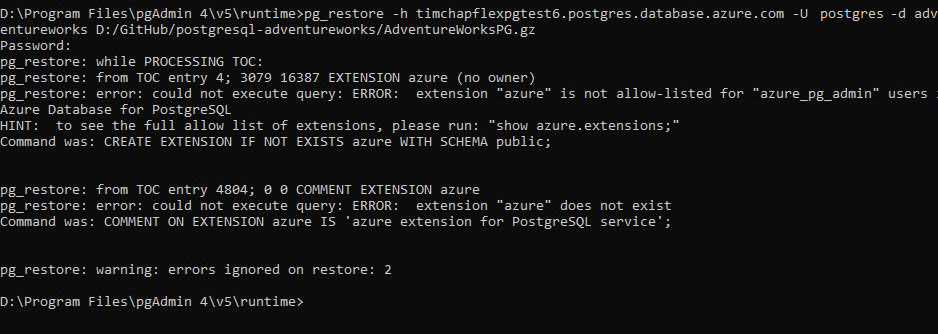 D:\Program Files\pgAdmin 4\v5\runtime>pg_restore -h timchapflexpgtest6.postgres.database.azure.com -U postgres -d adv
entureworks D:/GitHub/postgresql-adventureworks/AdventureWorksPG.gz
Password:
pg_restore: while PROCESSING TOC:
pg_restore: from TOC entry 4; 3079 16387 EXTENSION azure (no owner)
pg_restore: error: could not execute query: ERROR:  extension "azure" is not allow-listed for "azure_pg_admin" users
Azure Database for PostgreSQL
HINT:  to see the full allow list of extensions, please run: "show azure.extensions;"
Command was: CREATE EXTENSION IF NOT EXISTS azure WITH SCHEMA public;
pg_restore: from TOC entry 4804; 0 0 COMMENT EXTENSION azure
pg_restore: error: could not execute query: ERROR:  extension "azure" does not exist
Command was: COMMENT ON EXTENSION azure IS 'azure extension for PostgreSQL service';
pg_restore: warning: errors ignored on restore: 2
D:\Program Files\pgAdmin 4\v5\runtime>